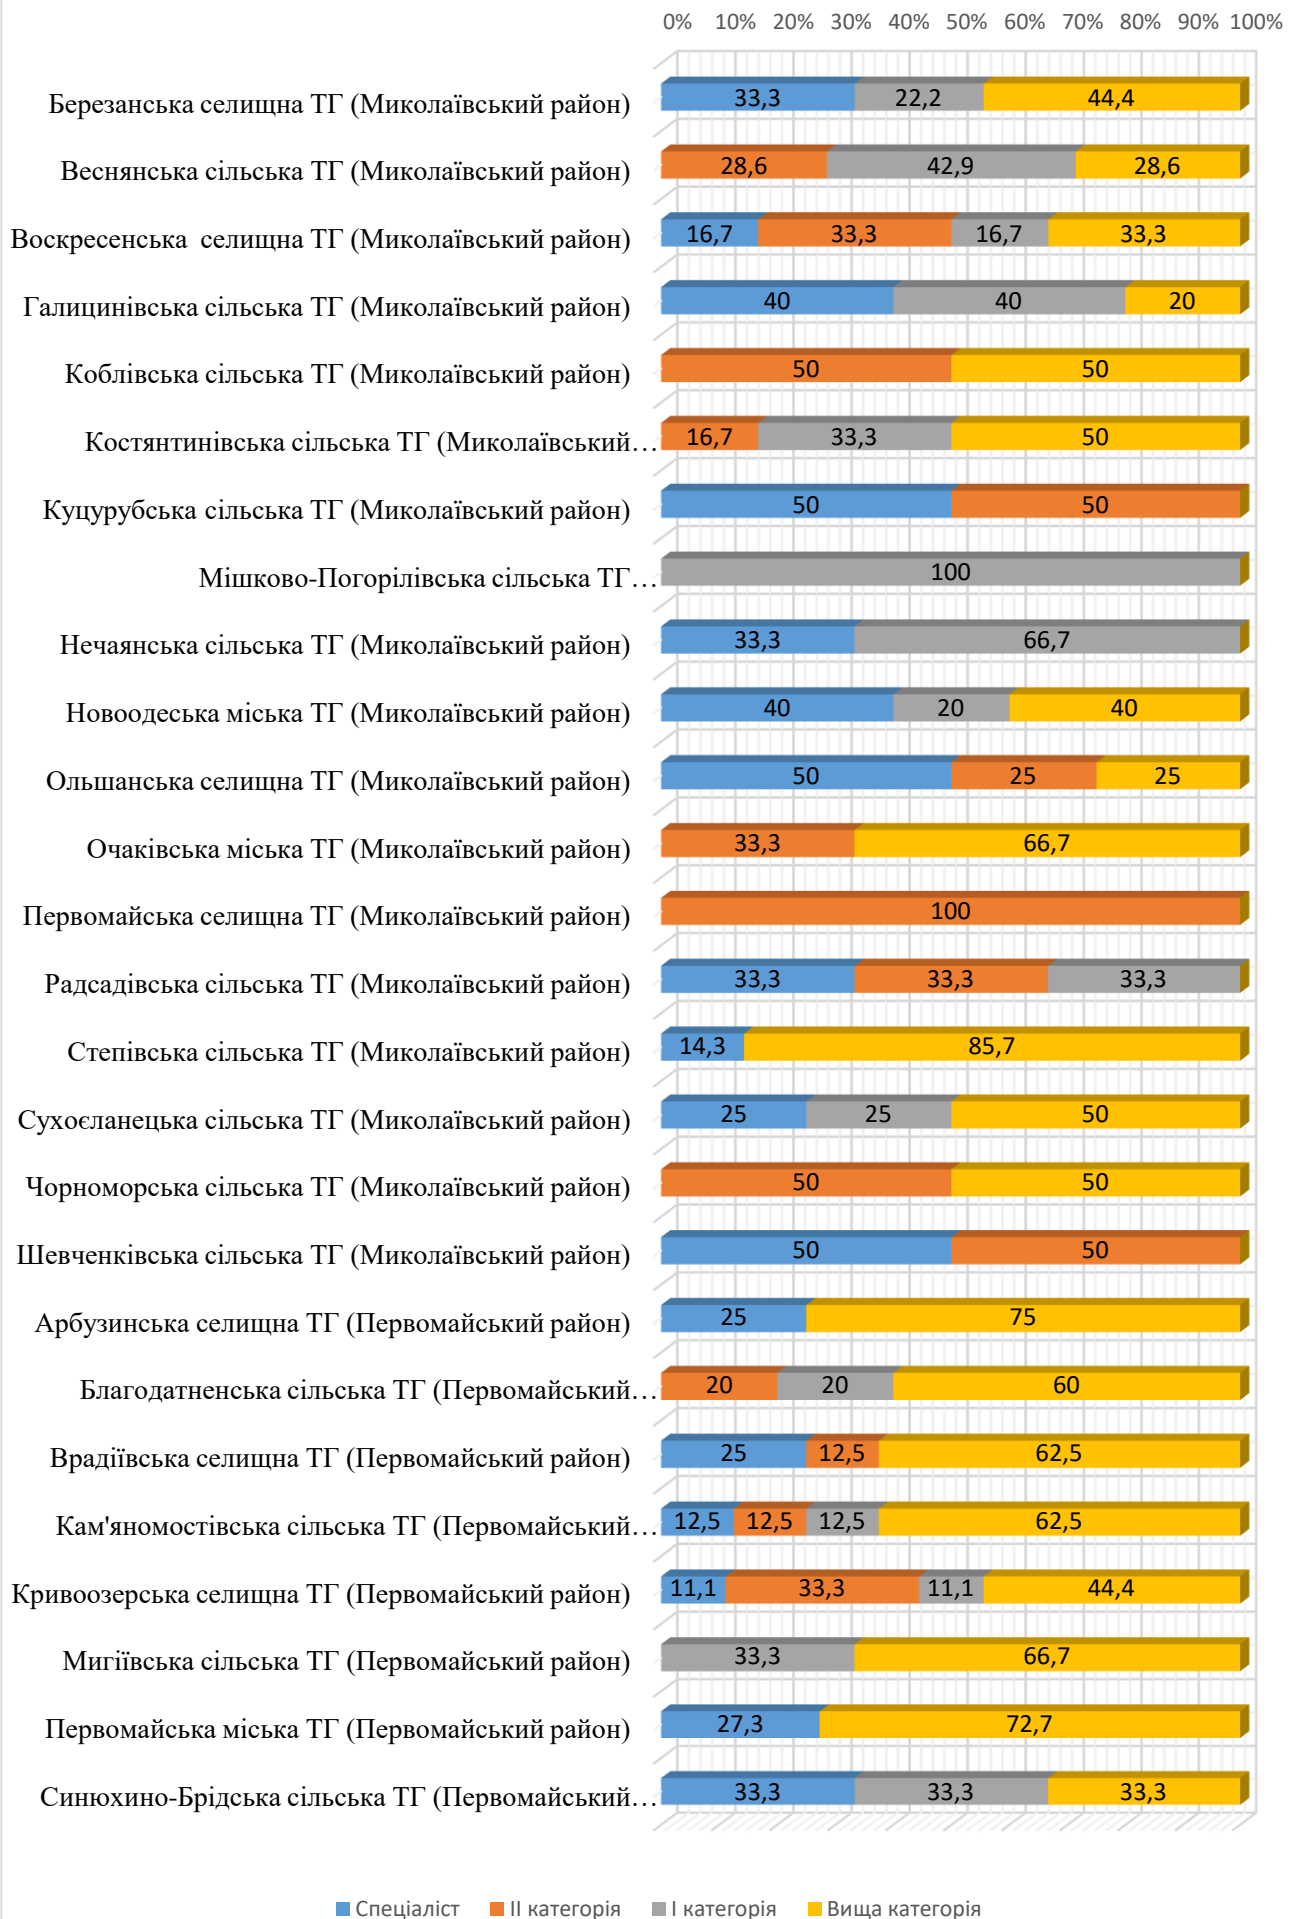 0% 10% 20% 30% 40% 50% 60% 70% 80% 90% 100%
Березанська селищна ТГ (Миколаївський район) 33,3 22,2 44,4
Веснянська сільська ТГ (Миколаївський район) 28,6 42,9 28,6
Воскресенська селищна ТГ (Миколаївський район) 16,7 33,3 16,7 33,3
Галицинівська сільська ТГ (Миколаївський район) 40 40 20
Коблівська сільська ТГ (Миколаївський район) 50 50
Костянтинівська сільська ТГ (Миколаївський… 16,7 33,3 50
Куцурубська сільська ТГ (Миколаївський район) 50 50
Мішково-Погорілівська сільська ТГ… 100
Нечаянська сільська ТГ (Миколаївський район) 33,3 66,7
Новоодеська міська ТГ (Миколаївський район) 40 20 40
Ольшанська селищна ТГ (Миколаївський район) 50 25 25
Очаківська міська ТГ (Миколаївський район) 33,3 66,7
Первомайська селищна ТГ (Миколаївський район) 100
Радсадівська сільська ТГ (Миколаївський район) 33,3 33,3 33,3
Степівська сільська ТГ (Миколаївський район) 14,3 85,7
Сухоєланецька сільська ТГ (Миколаївський район) 25 25 50
Чорноморська сільська ТГ (Миколаївський район) 50 50
Шевченківська сільська ТГ (Миколаївський район) 50 50
Арбузинська селищна ТГ (Первомайський район) 25 75
Благодатненська сільська ТГ (Первомайський… 20 20 60
Врадіївська селищна ТГ (Первомайський район) 25 12,5 62,5
Кам'яномостівська сільська ТГ (Первомайський… 12,5 12,5 12,5 62,5
Кривоозерська селищна ТГ (Первомайський район) 11,1 33,3 11,1 44,4
Мигіївська сільська ТГ (Первомайський район) 33,3 66,7
Первомайська міська ТГ (Первомайський район) 27,3 72,7
Синюхино-Брідська сільська ТГ (Первомайський… 33,3 33,3 33,3
Спеціаліст ІІ категорія І категорія Вища категорія